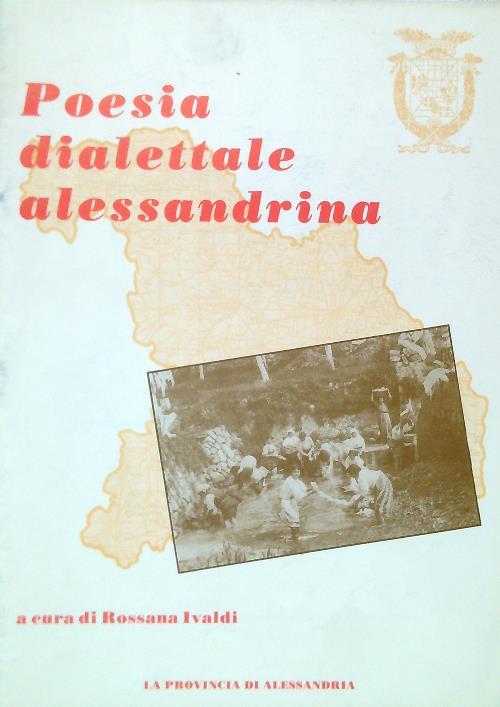 Poesia
dialettale
alessandrina
a cura di Rossana Ivaldi
LA PROVINCIA DI ALESSANDRIA